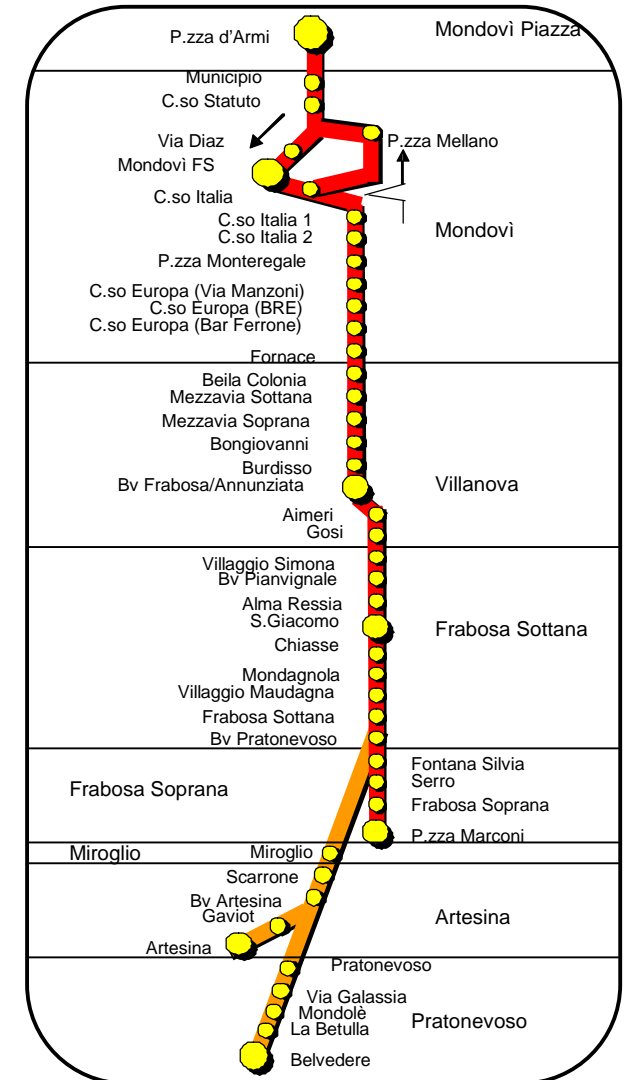 P.zza d'Armi
Mondovì Piazza
Municipio
C.so Statuto
Via Diaz
P.zza Mellano
Mondovì FS
C.so Italia
C.so Italia 1
Mondovì
C.so Italia 2
P.zza Monteregale
C.so Europa (Via Manzoni)
C.so Europa (BRE)
C.so Europa (Bar Ferrone)
Fornace
Beila Colonia
Mezzavia Sottana
Mezzavia Soprana
Bongiovanni
Burdisso
Bv Frabosa/Annunziata
Villanova
Aimeri
Gosi
Villaggio Simona
Bv Pianvignale
Alma Ressia
S.Giacomo
Frabosa Sottana
Chiasse
Mondagnola
Villaggio Maudagna
Frabosa Sottana
Bv Pratonevoso
Fontana Silvia
Serro
Frabosa Soprana
Frabosa Soprana
P.zza Marconi
Miroglio
Miroglio
Scarrone
Bv Artesina
Gaviot
Artesina
Artesina
Pratonevoso
Via Galassia
Mondolè
Pratonevoso
La Betulla
Belvedere